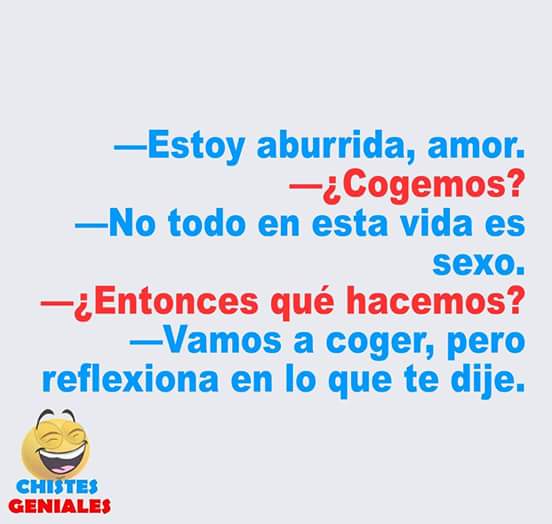 —Estoy aburrida, amor.
—¿Cogemos?
—No todo en esta vida es
sexo.
—¿Entonces qué hacemos?
—Vamos a coger, pero
reflexiona en lo que te dije.
CHISTES
GENIALES